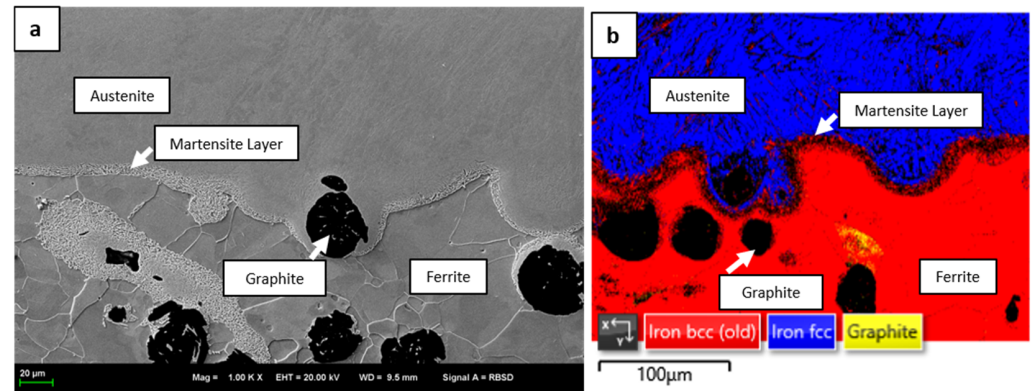 a
Austenite
Martensite Layer
Graphite
Ferrite
20 µm
Mag = 1.00 K X EHT = 20.00 kV WD = 9.5 mm Signal A = RBSD
b
Austenite
Martensite Layer
Graphite
Ferrite
X
Y
Iron bcc (old) Iron fcc Graphite
100µm